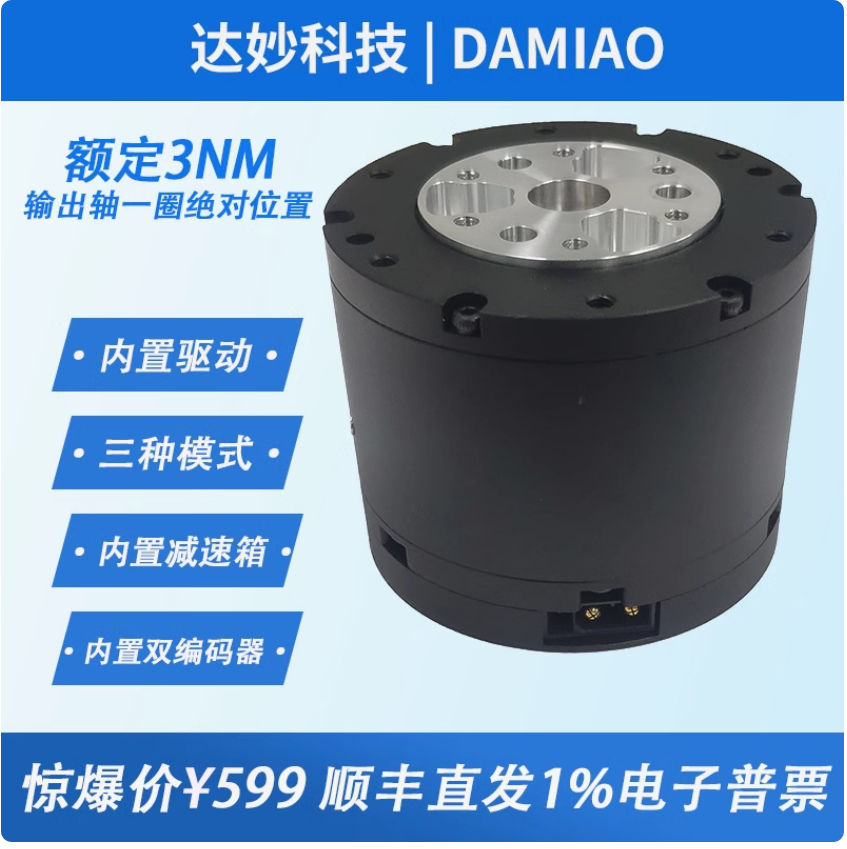 达妙科技 | DAMIAO
额定3NM
输出轴一圈绝对位置
· 内置驱动 ·
· 三种模式 ·
· 内置减速箱 ·
· 内置双编码器 ·
惊爆价¥599 顺丰直发1%电子普票